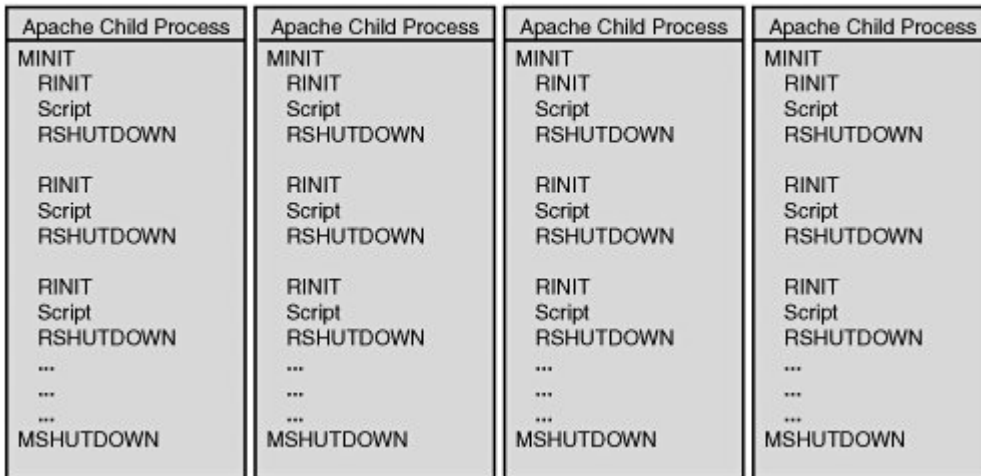 Apache Child Process
MINIT
RINIT
Script
RSHUTDOWN
RINIT
Script
RSHUTDOWN
RINIT
Script
RSHUTDOWN
...
...
...
MSHUTDOWN
Apache Child Process
MINIT
RINIT
Script
RSHUTDOWN
RINIT
Script
RSHUTDOWN
RINIT
Script
RSHUTDOWN
...
...
...
MSHUTDOWN
Apache Child Process
MINIT
RINIT
Script
RSHUTDOWN
RINIT
Script
RSHUTDOWN
RINIT
Script
RSHUTDOWN
...
...
...
MSHUTDOWN
Apache Child Process
MINIT
RINIT
Script
RSHUTDOWN
RINIT
Script
RSHUTDOWN
RINIT
Script
RSHUTDOWN
...
...
...
MSHUTDOWN